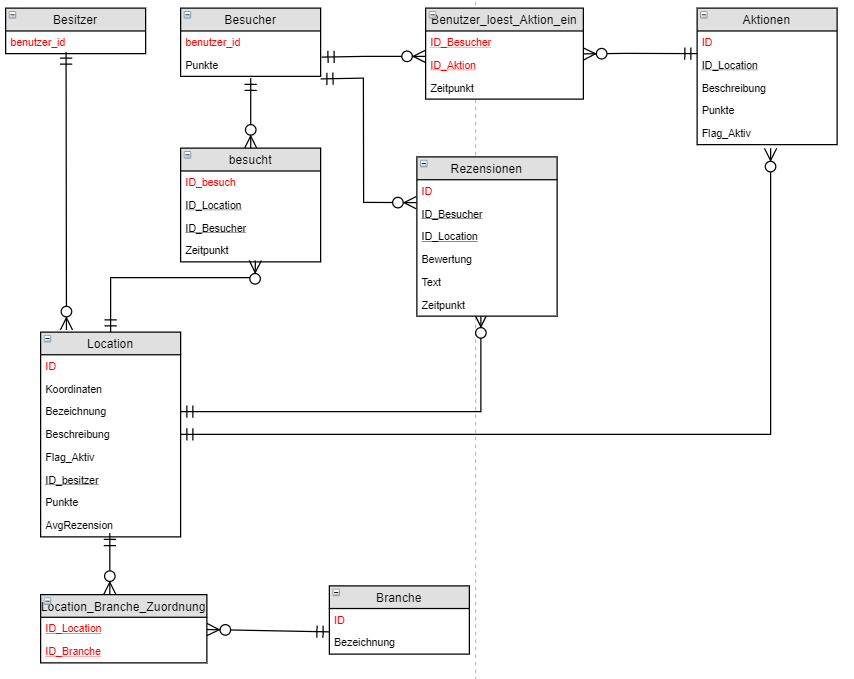 Besitzer
benutzer_id
Besucher
benutzer_id
Punkte
Benutzer_loest_Aktion_ein
ID_Besucher
ID_Aktion
Zeitpunkt
Aktionen
ID
ID_Location
Beschreibung
Punkte
Flag_Aktiv
besucht
ID_besuch
ID_Location
ID_Besucher
Zeitpunkt
Rezensionen
ID
ID_Besucher
ID_Location
Bewertung
Text
Zeitpunkt
Location
ID
Koordinaten
Bezeichnung
Beschreibung
Flag_Aktiv
ID_besitzer
Punkte
AvgRezension
Location_Branche_Zuordnung
ID_Location
ID_Branche
Branche
ID
Bezeichnung